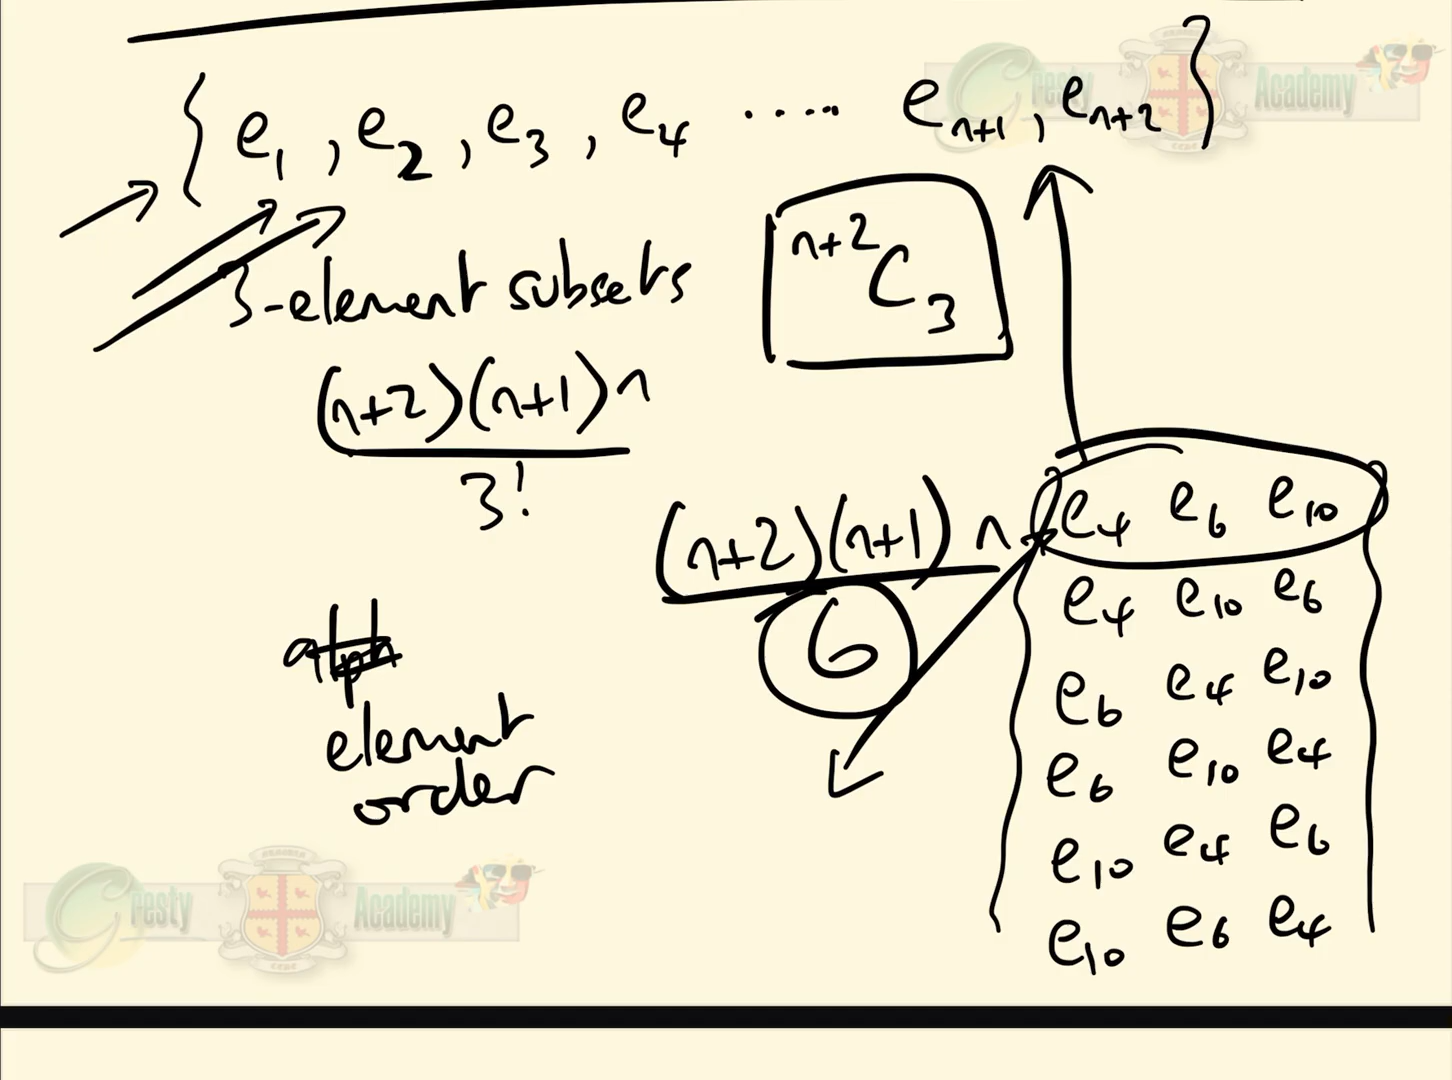 { e₁ , e₂ , e₃ , e₄ ..... eₙ₊₁ , eₙ₊₂ }
Cresty Academy
3-element subsets
ⁿ⁺²C₃
(n+2)(n+1)n
3!
(n+2)(n+1) n
6
e₄ e₆ e₁₀
e₄ e₁₀ e₆
e₆ e₄ e₁₀
e₆ e₁₀ e₄
e₁₀ e₄ e₆
e₁₀ e₆ e₄
element
order
Cresty Academy